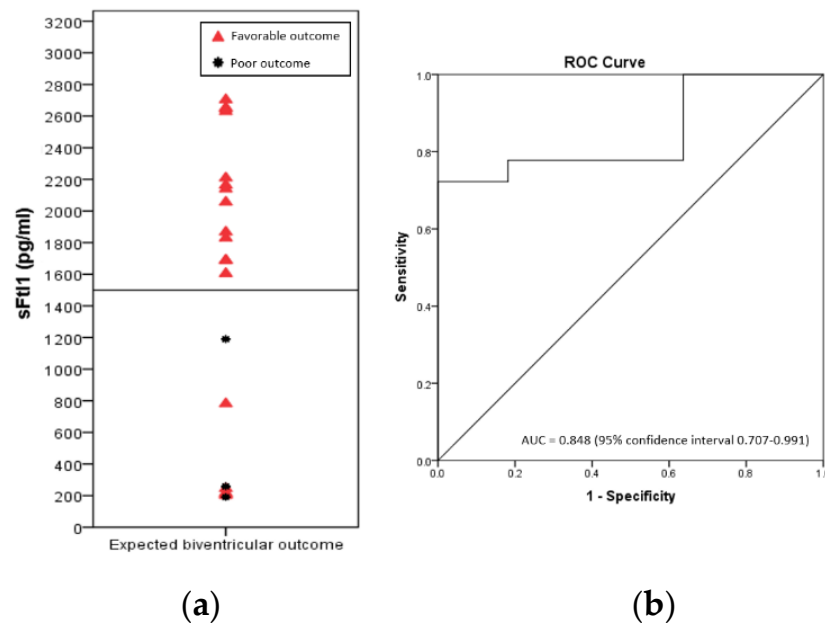 3200
3000
2800
2600
2400
2200
2000
1800
1600
1400
1200
1000
800
600
400
200
0
sFtl1 (pg/ml)
Favorable outcome
Poor outcome
Expected biventricular outcome
(a)
ROC Curve
1.0
0.8
0.6
0.4
0.2
0.0
Sensitivity
AUC = 0.848 (95% confidence interval 0.707-0.991)
0.0 0.2 0.4 0.6 0.8 1.0
1 - Specificity
(b)